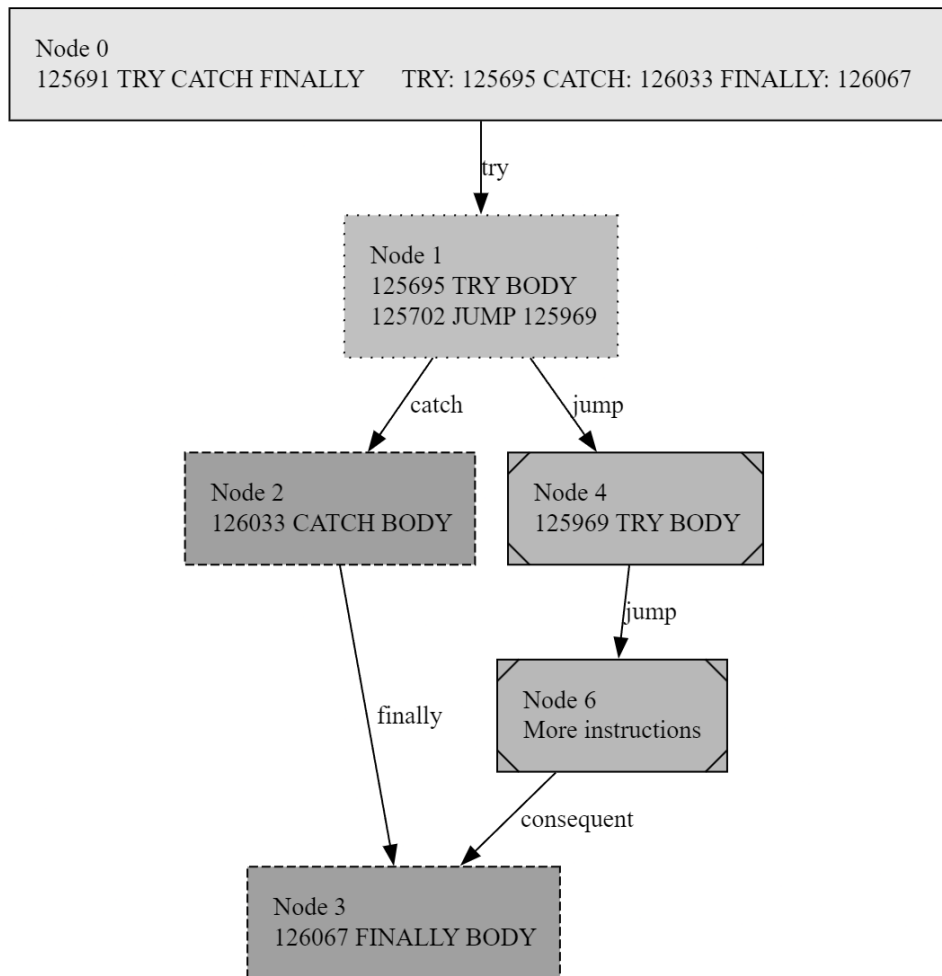 Node 0
125691 TRY CATCH FINALLY TRY: 125695 CATCH: 126033 FINALLY: 126067
try
Node 1
125695 TRY BODY
125702 JUMP 125969
catch
jump
Node 2
126033 CATCH BODY
Node 4
125969 TRY BODY
jump
Node 6
More instructions
finally
consequent
Node 3
126067 FINALLY BODY